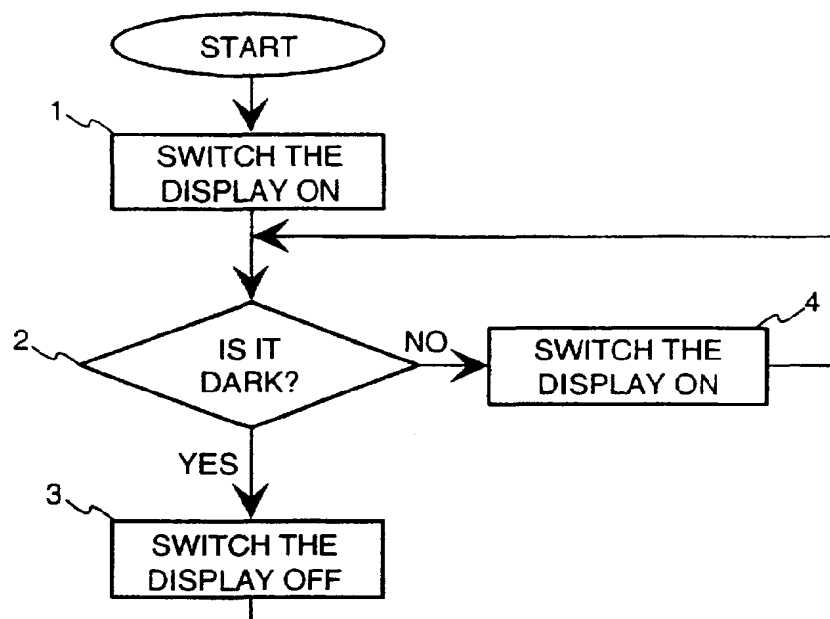 START
1
SWITCH THE
DISPLAY ON
2
IS IT
DARK?
NO
4
SWITCH THE
DISPLAY ON
YES
3
SWITCH THE
DISPLAY OFF